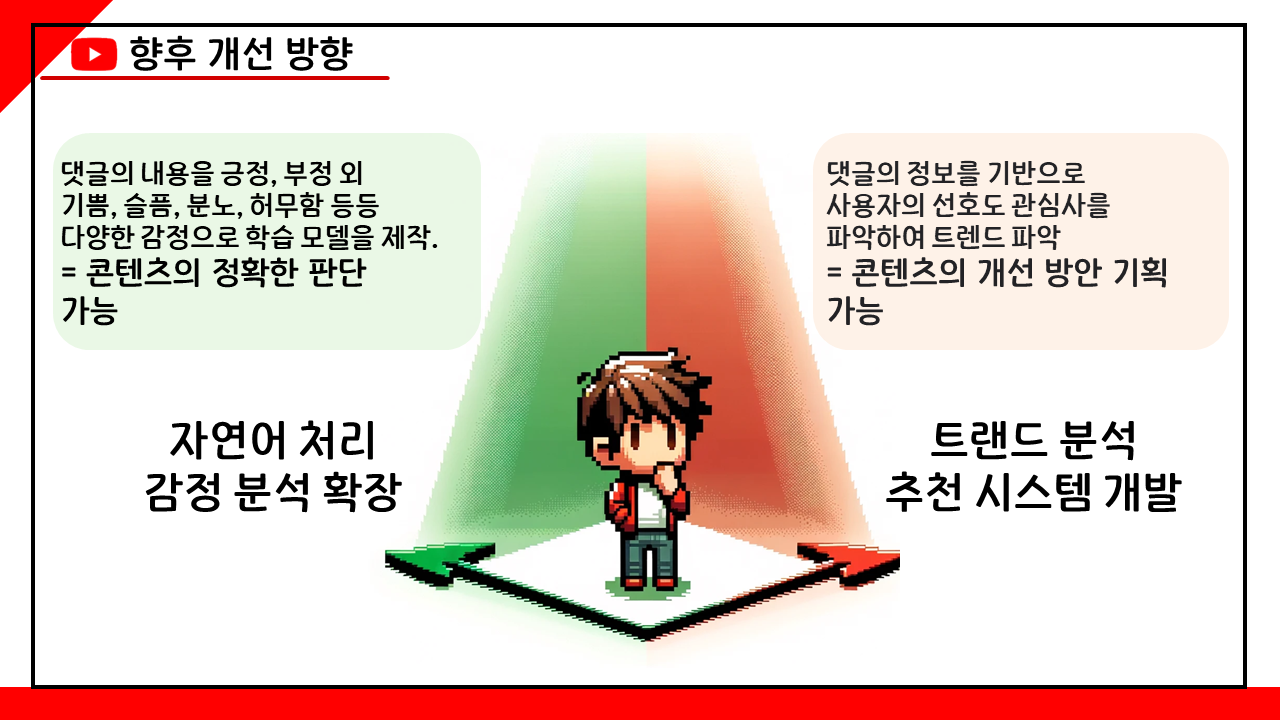 향후 개선 방향
댓글의 내용을 긍정, 부정 외
기쁨, 슬픔, 분노, 허무함 등등
다양한 감정으로 학습 모델을 제작.
= 콘텐츠의 정확한 판단
가능
댓글의 정보를 기반으로
사용자의 선호도 관심사를
파악하여 트렌드 파악
= 콘텐츠의 개선 방안 기획
가능
자연어 처리
감정 분석 확장
트랜드 분석
추천 시스템 개발